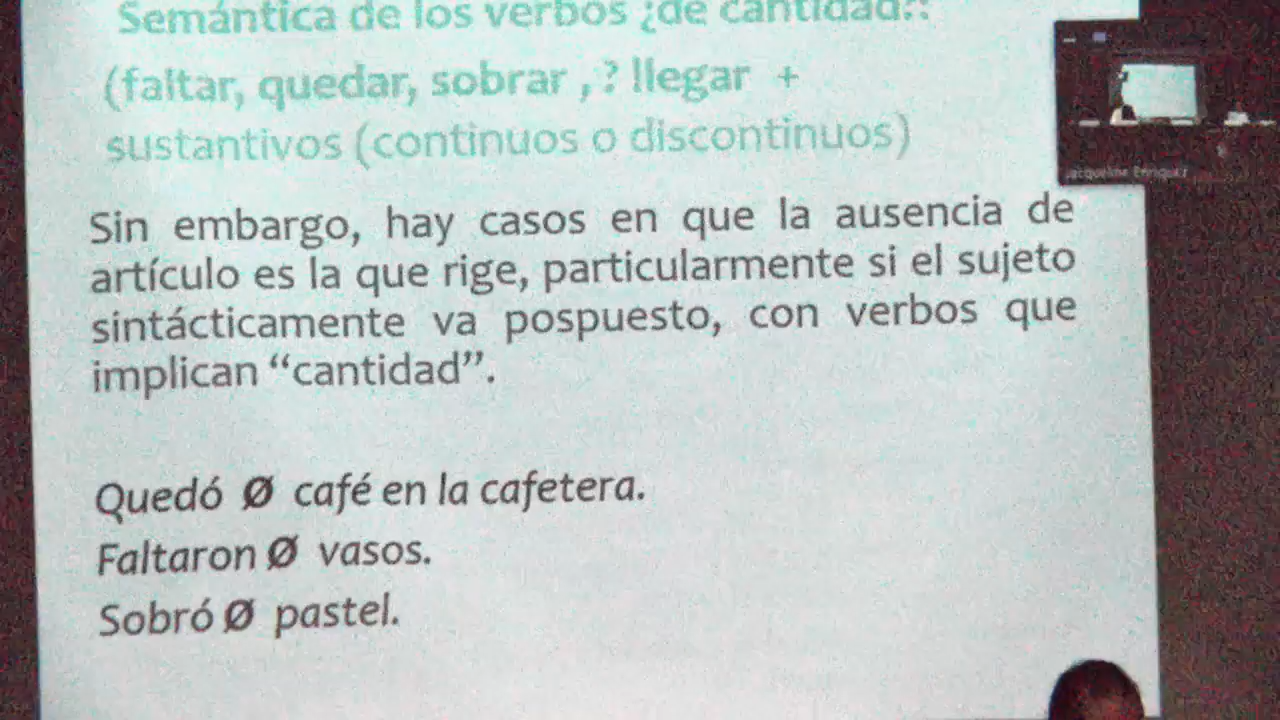 Semántica de los verbos ¿de cantidad?:
(faltar, quedar, sobrar , ? llegar +
sustantivos (continuos o discontinuos)
Jacqueline Enriquez
Sin embargo, hay casos en que la ausencia de
artículo es la que rige, particularmente si el sujeto
sintácticamente va pospuesto, con verbos que
implican “cantidad”.
Quedó Ø café en la cafetera.
Faltaron Ø vasos.
Sobró Ø pastel.